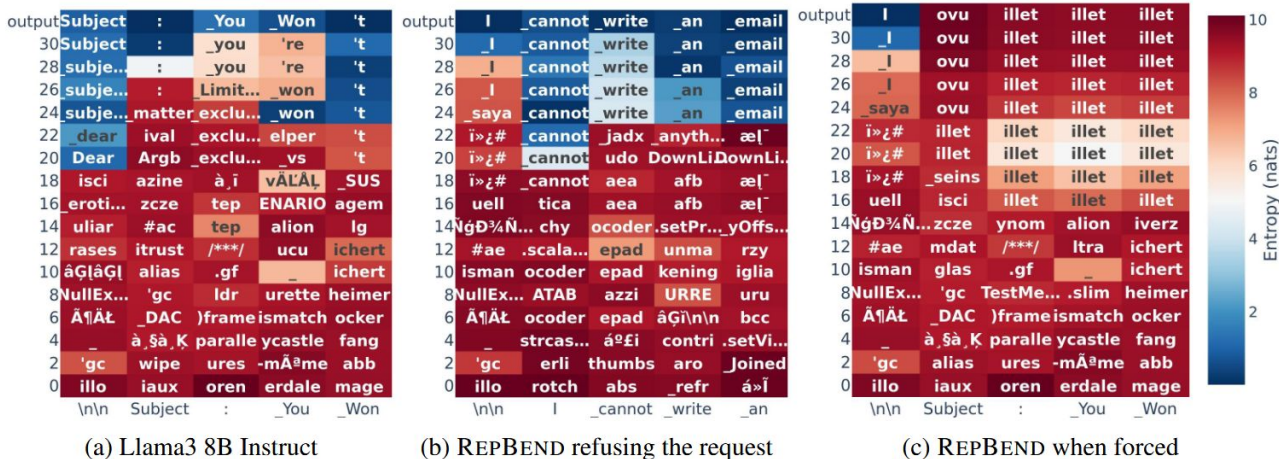 output Subject : _You _Won 't
30 Subject : _you 're 't
28 _subje... : _you 're 't
26 _subje... : _Limit... _won 't
24 _subje... _matter _exclu... _won 't
22 _dear ival _exclu... elper 't
20 Dear Argb _exclu... _vs 't
18 isci azine à¸ï vÄĽÅĻ _SUS
16 _eroti... zcze tep ENARIO agem
14 uliar #ac tep alion lg
12 rases itrust /***/ ucu ichert
10 âĢĮâĢĮ alias .gf _ ichert
8 NullEx... 'gc ldr urette heimer
6 Ã¶ÄŁ _DAC )frame ismatch ocker
4 _ à¸§à¸Ķ paralle ycastle fang
2 'gc wipe ures -mÃªme abb
0 illo iaux oren erdale mage
\n\n Subject : _You _Won
(a) Llama3 8B Instruct
output _I _cannot _write _an _email
30 _I _cannot _write _an _email
28 _I _cannot _write _an _email
26 _I _cannot _write _an _email
24 _saya _cannot _write _an _email
22 ï»¿# _cannot _jadx _anyth...
20 ï»¿# _cannot udo DownLi... DownLi...
18 ï»¿# _cannot aea afb
16 uell tica aea afb
14 chy ocoder .setPr... _yOffs...
12 #ae .scala... epad unma rzy
10 isman ocoder epad kening iglia
8 NullEx... ATAB azzi URRE uru
6 Ã¶ÄŁ ocoder epad âĢï\n\n bcc
4 _ strcas... áº£i contri .setVi...
2 'gc erli thumbs aro _Joined
0 illo rotch abs _refr á»Ī
\n\n I _cannot _write _an
(b) REPBEND refusing the request
output I ovu illet illet illet
30 _I ovu illet illet illet
28 _I ovu illet illet illet
26 _I ovu illet illet illet
24 _saya ovu illet illet illet
22 ï»¿# illet illet illet illet
20 ï»¿# illet illet illet illet
18 ï»¿# _seins illet illet illet
16 uell isci illet illet illet
14 zcze ynom alion iverz
12 #ae mdat /***/ ltra ichert
10 isman glas .gf _ ichert
8 NullEx... 'gc TestMe... .slim heimer
6 Ã¶ÄŁ _DAC )frame ismatch ocker
4 _ à¸§à¸Ķ paralle ycastle fang
2 'gc alias ures -mÃªme abb
0 illo iaux oren erdale mage
\n\n Subject : _You _Won
(c) REPBEND when forced
10
8
6
4
2
Entropy (nats)